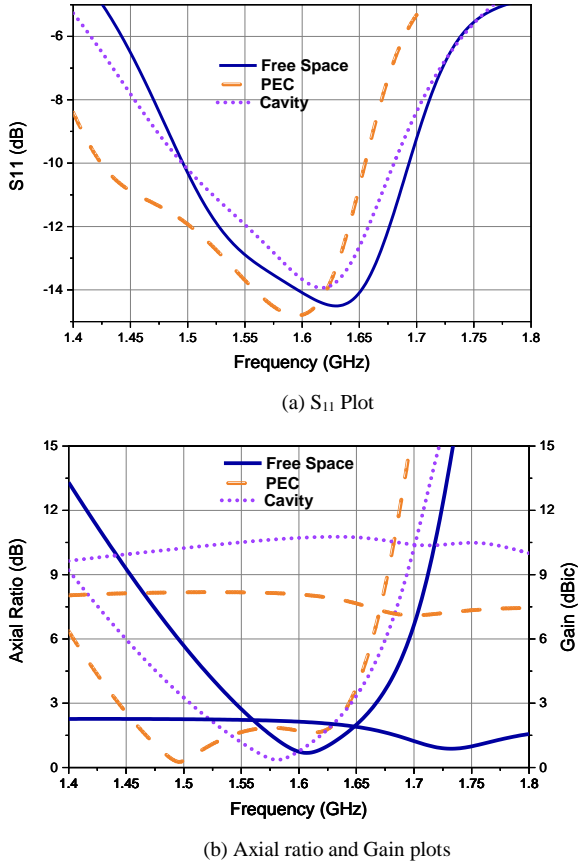 -6
-8
-10
-12
-14
S11 (dB)
Free Space
PEC
Cavity
1.4 1.45 1.5 1.55 1.6 1.65 1.7 1.75 1.8
Frequency (GHz)
(a) S₁₁ Plot
15 12 9 6 3 0
Axial Ratio (dB)
Free Space
PEC
Cavity
15 12 9 6 3 0
Gain (dBic)
1.4 1.45 1.5 1.55 1.6 1.65 1.7 1.75 1.8
Frequency (GHz)
(b) Axial ratio and Gain plots